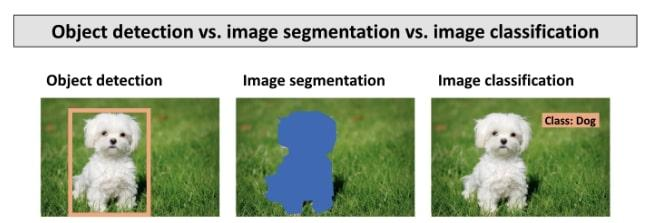 Object detection vs. image segmentation vs. image classification
Object detection
Image segmentation
Image classification
Class: Dog